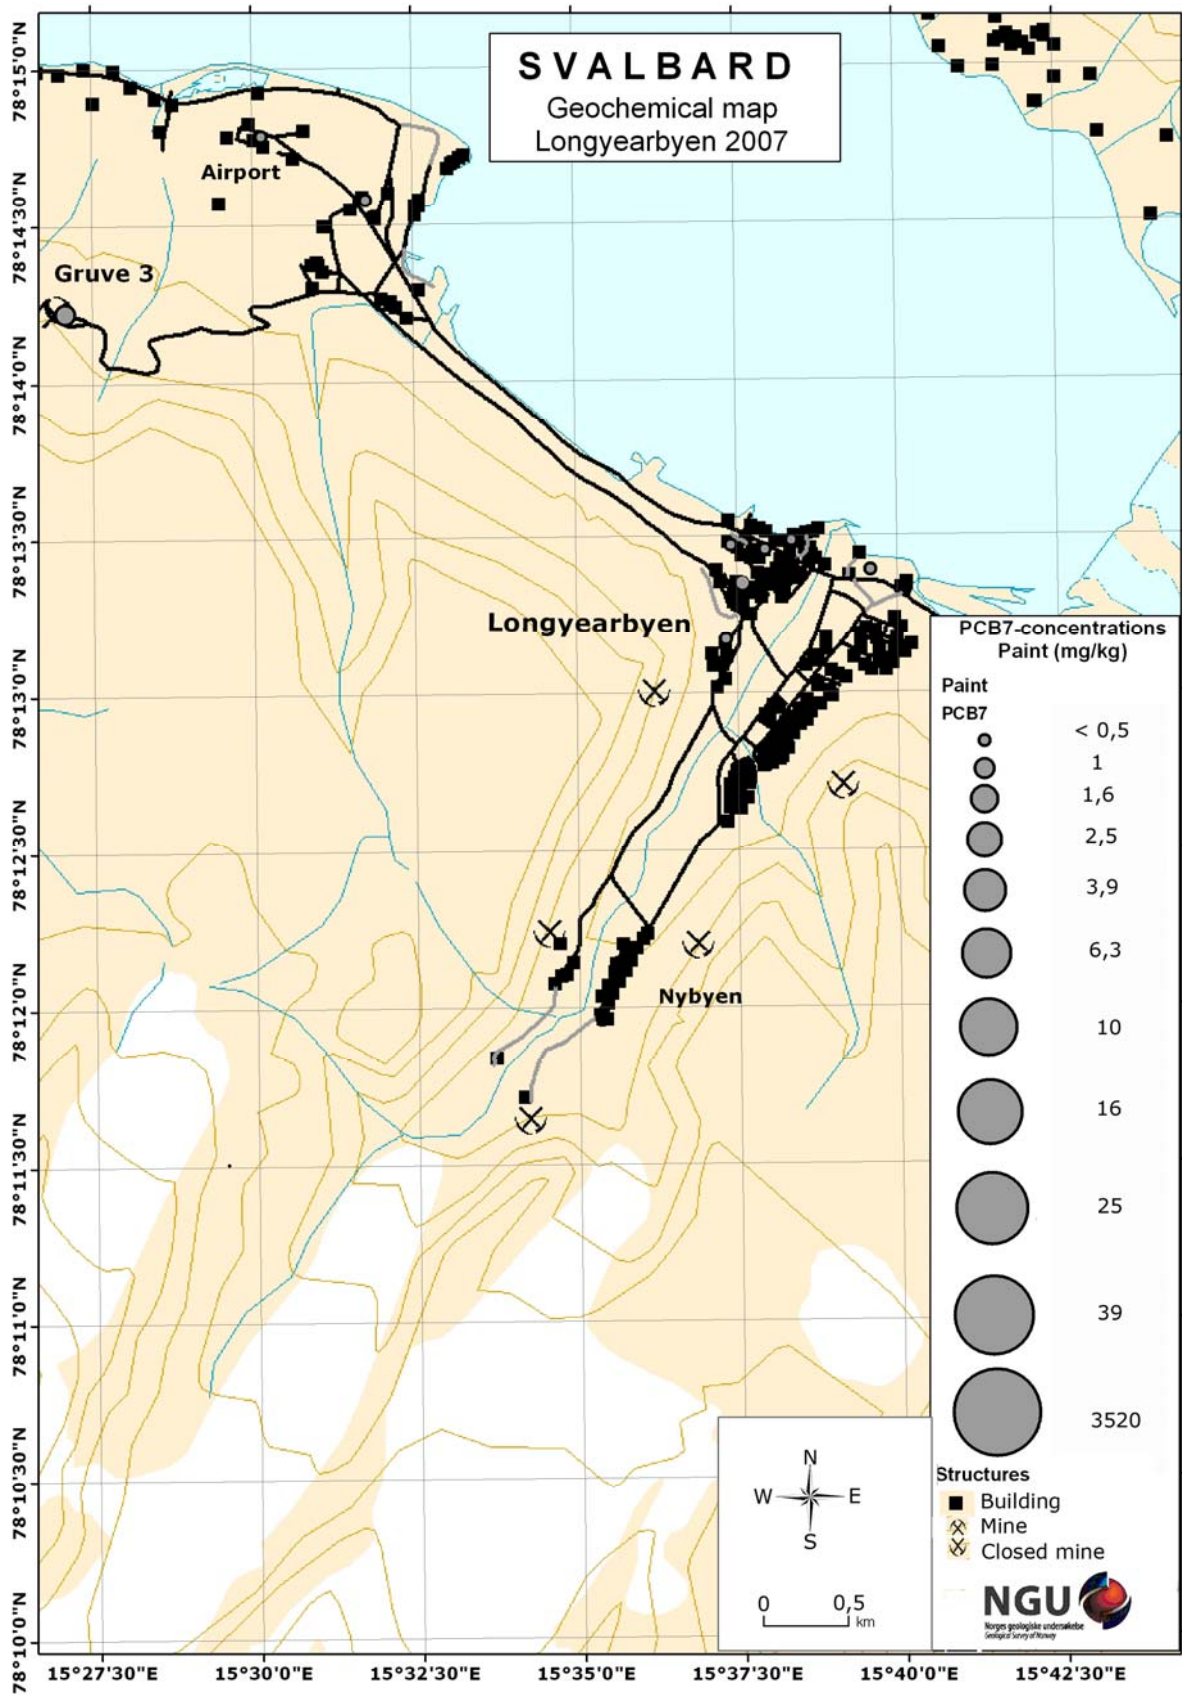 SVALBARD
Geochemical map
Longyearbyen 2007
78°15'0"N
78°14'30"N
78°14'0"N
78°13'30"N
78°13'0"N
78°12'30"N
78°12'0"N
78°11'30"N
78°11'0"N
78°10'30"N
78°10'0"N
Airport
Gruve 3
Longyearbyen
Nybyen
PCB7-concentrations
Paint (mg/kg)
Paint
PCB7
< 0,5
1
1,6
2,5
3,9
6,3
10
16
25
39
3520
Structures
Building
Mine
Closed mine
NGU
Norges geologiske undersøkelse
Geological Survey of Norway
N
W E
S
0 0,5
km
15°27'30"E 15°30'0"E 15°32'30"E 15°35'0"E 15°37'30"E 15°40'0"E 15°42'30"E